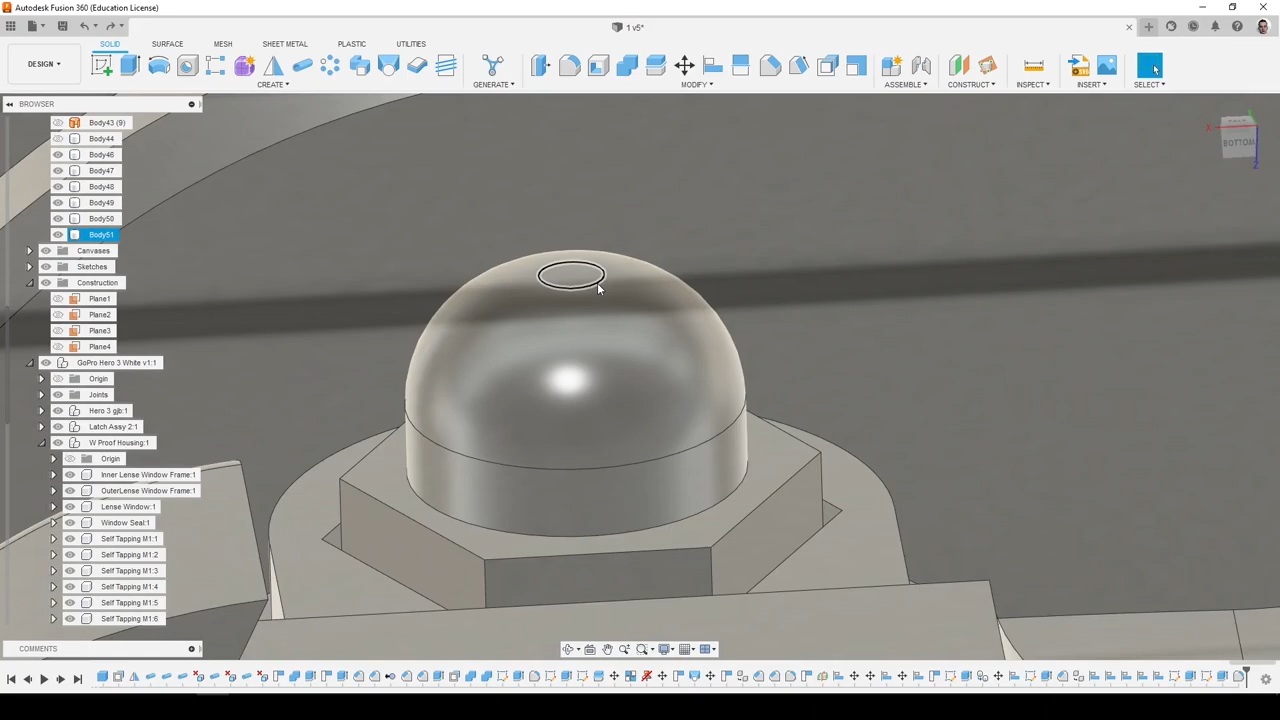 Autodesk Fusion 360 (Education License)
1 v5*
DESIGN
SOLID SURFACE MESH SHEET METAL PLASTIC UTILITIES
CREATE GENERATE MODIFY ASSEMBLE CONSTRUCT INSPECT INSERT SELECT
BROWSER
Body43 (9)
Body44
Body46
Body47
Body48
Body49
Body50
Body51
Canvases
Sketches
Construction
Plane1
Plane2
Plane3
Plane4
GoPro Hero 3 White v1:1
Origin
Joints
Hero 3 gjb:1
Latch Assy 2:1
W Proof Housing:1
Origin
Inner Lense Window Frame:1
OuterLense Window Frame:1
Lense Window:1
Window Seal:1
Self Tapping M1:1
Self Tapping M1:2
Self Tapping M1:3
Self Tapping M1:4
Self Tapping M1:5
Self Tapping M1:6
COMMENTS
X
BOTTOM
Z